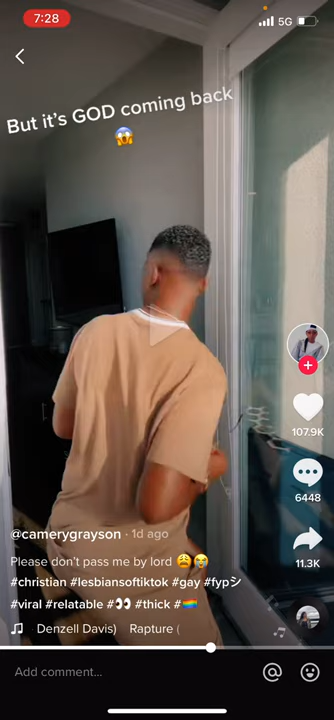 7:28
5G
But it's GOD coming back
😱
107.9K
6448
11.3K
@camerygrayson · 1d ago
Please don't pass me by lord 😩😭
#christian #lesbiansoftiktok #gay #fypシ
#viral #relatable #👀 #thick #🏳️‍🌈
Denzell Davis) Rapture (
Add comment...